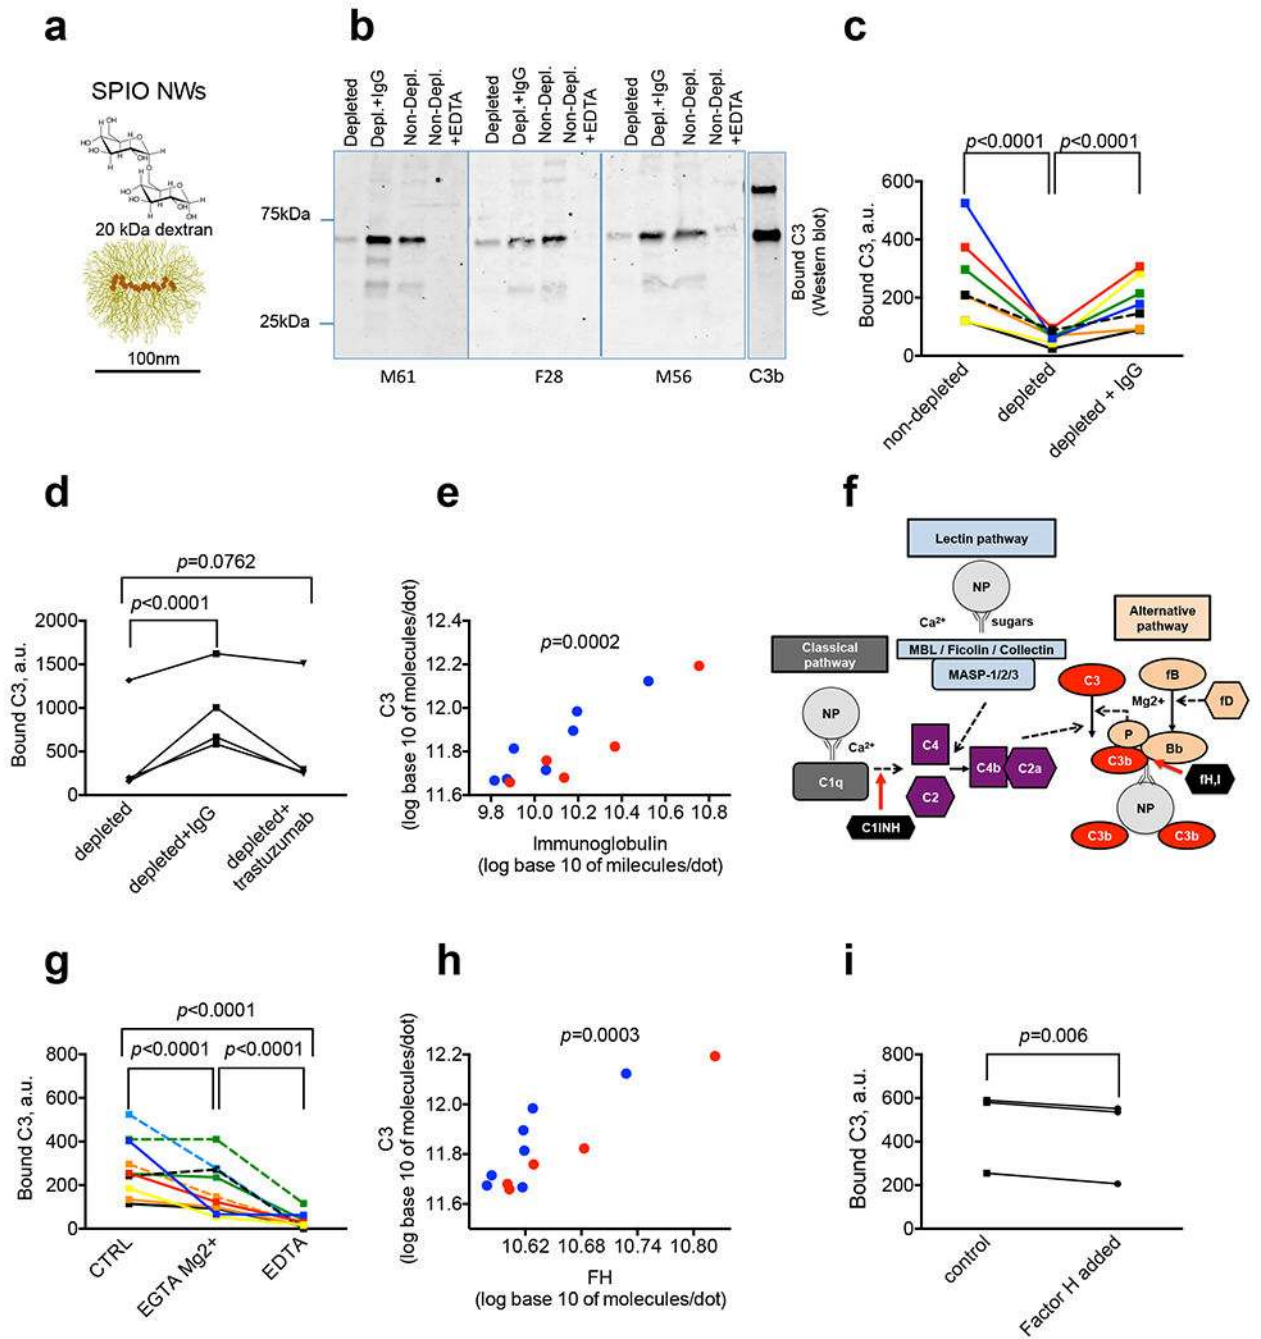 a
SPIO NWs
20 kDa dextran
100nm
b
Depleted
Depl.+IgG
Non-Depl.
Non-Depl.
+EDTA
Depleted
Depl.+IgG
Non-Depl.
Non-Depl.
+EDTA
Depleted
Depl.+IgG
Non-Depl.
Non-Depl.
+EDTA
75kDa
25kDa
M61
F28
M56
C3b
Bound C3
(Western blot)
c
p<0.0001
p<0.0001
Bound C3, a.u.
600
400
200
0
non-depleted
depleted
depleted + IgG
d
p=0.0762
p<0.0001
Bound C3, a.u.
2000
1500
1000
500
0
depleted
depleted+IgG
depleted+
trastuzumab
e
p=0.0002
C3
(log base 10 of molecules/dot)
12.4
12.2
12.0
11.8
11.6
9.8
10.0
10.2
10.4
10.6
10.8
Immunoglobulin
(log base 10 of milecules/dot)
f
Lectin pathway
NP
Ca²⁺
sugars
MBL / Ficolin / Collectin
MASP-1/2/3
Classical
pathway
NP
Ca²⁺
C1q
C1INH
C4
C2
C4b
C2a
Alternative
pathway
C3
fB
Mg2+
fD
P
C3b
Bb
fH,I
NP
C3b
C3b
g
p<0.0001
p<0.0001
p<0.0001
Bound C3, a.u.
800
600
400
200
0
CTRL
EGTA Mg2+
EDTA
h
p=0.0003
C3
(log base 10 of molecules/dot)
12.2
12.0
11.8
11.6
10.62
10.68
10.74
10.80
FH
(log base 10 of molecules/dot)
i
p=0.006
Bound C3, a.u.
800
600
400
200
0
control
Factor H added